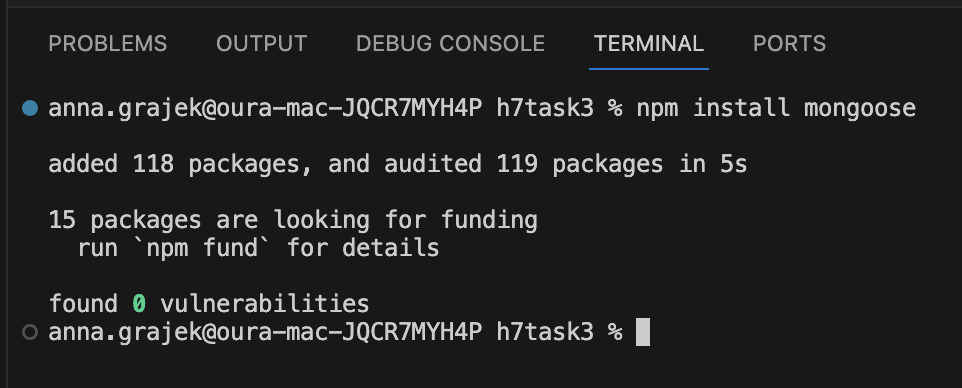 PROBLEMS OUTPUT DEBUG CONSOLE TERMINAL PORTS
anna.grajek@oura-mac-JQCR7MYH4P h7task3 % npm install mongoose
added 118 packages, and audited 119 packages in 5s
15 packages are looking for funding
  run `npm fund` for details
found 0 vulnerabilities
anna.grajek@oura-mac-JQCR7MYH4P h7task3 %